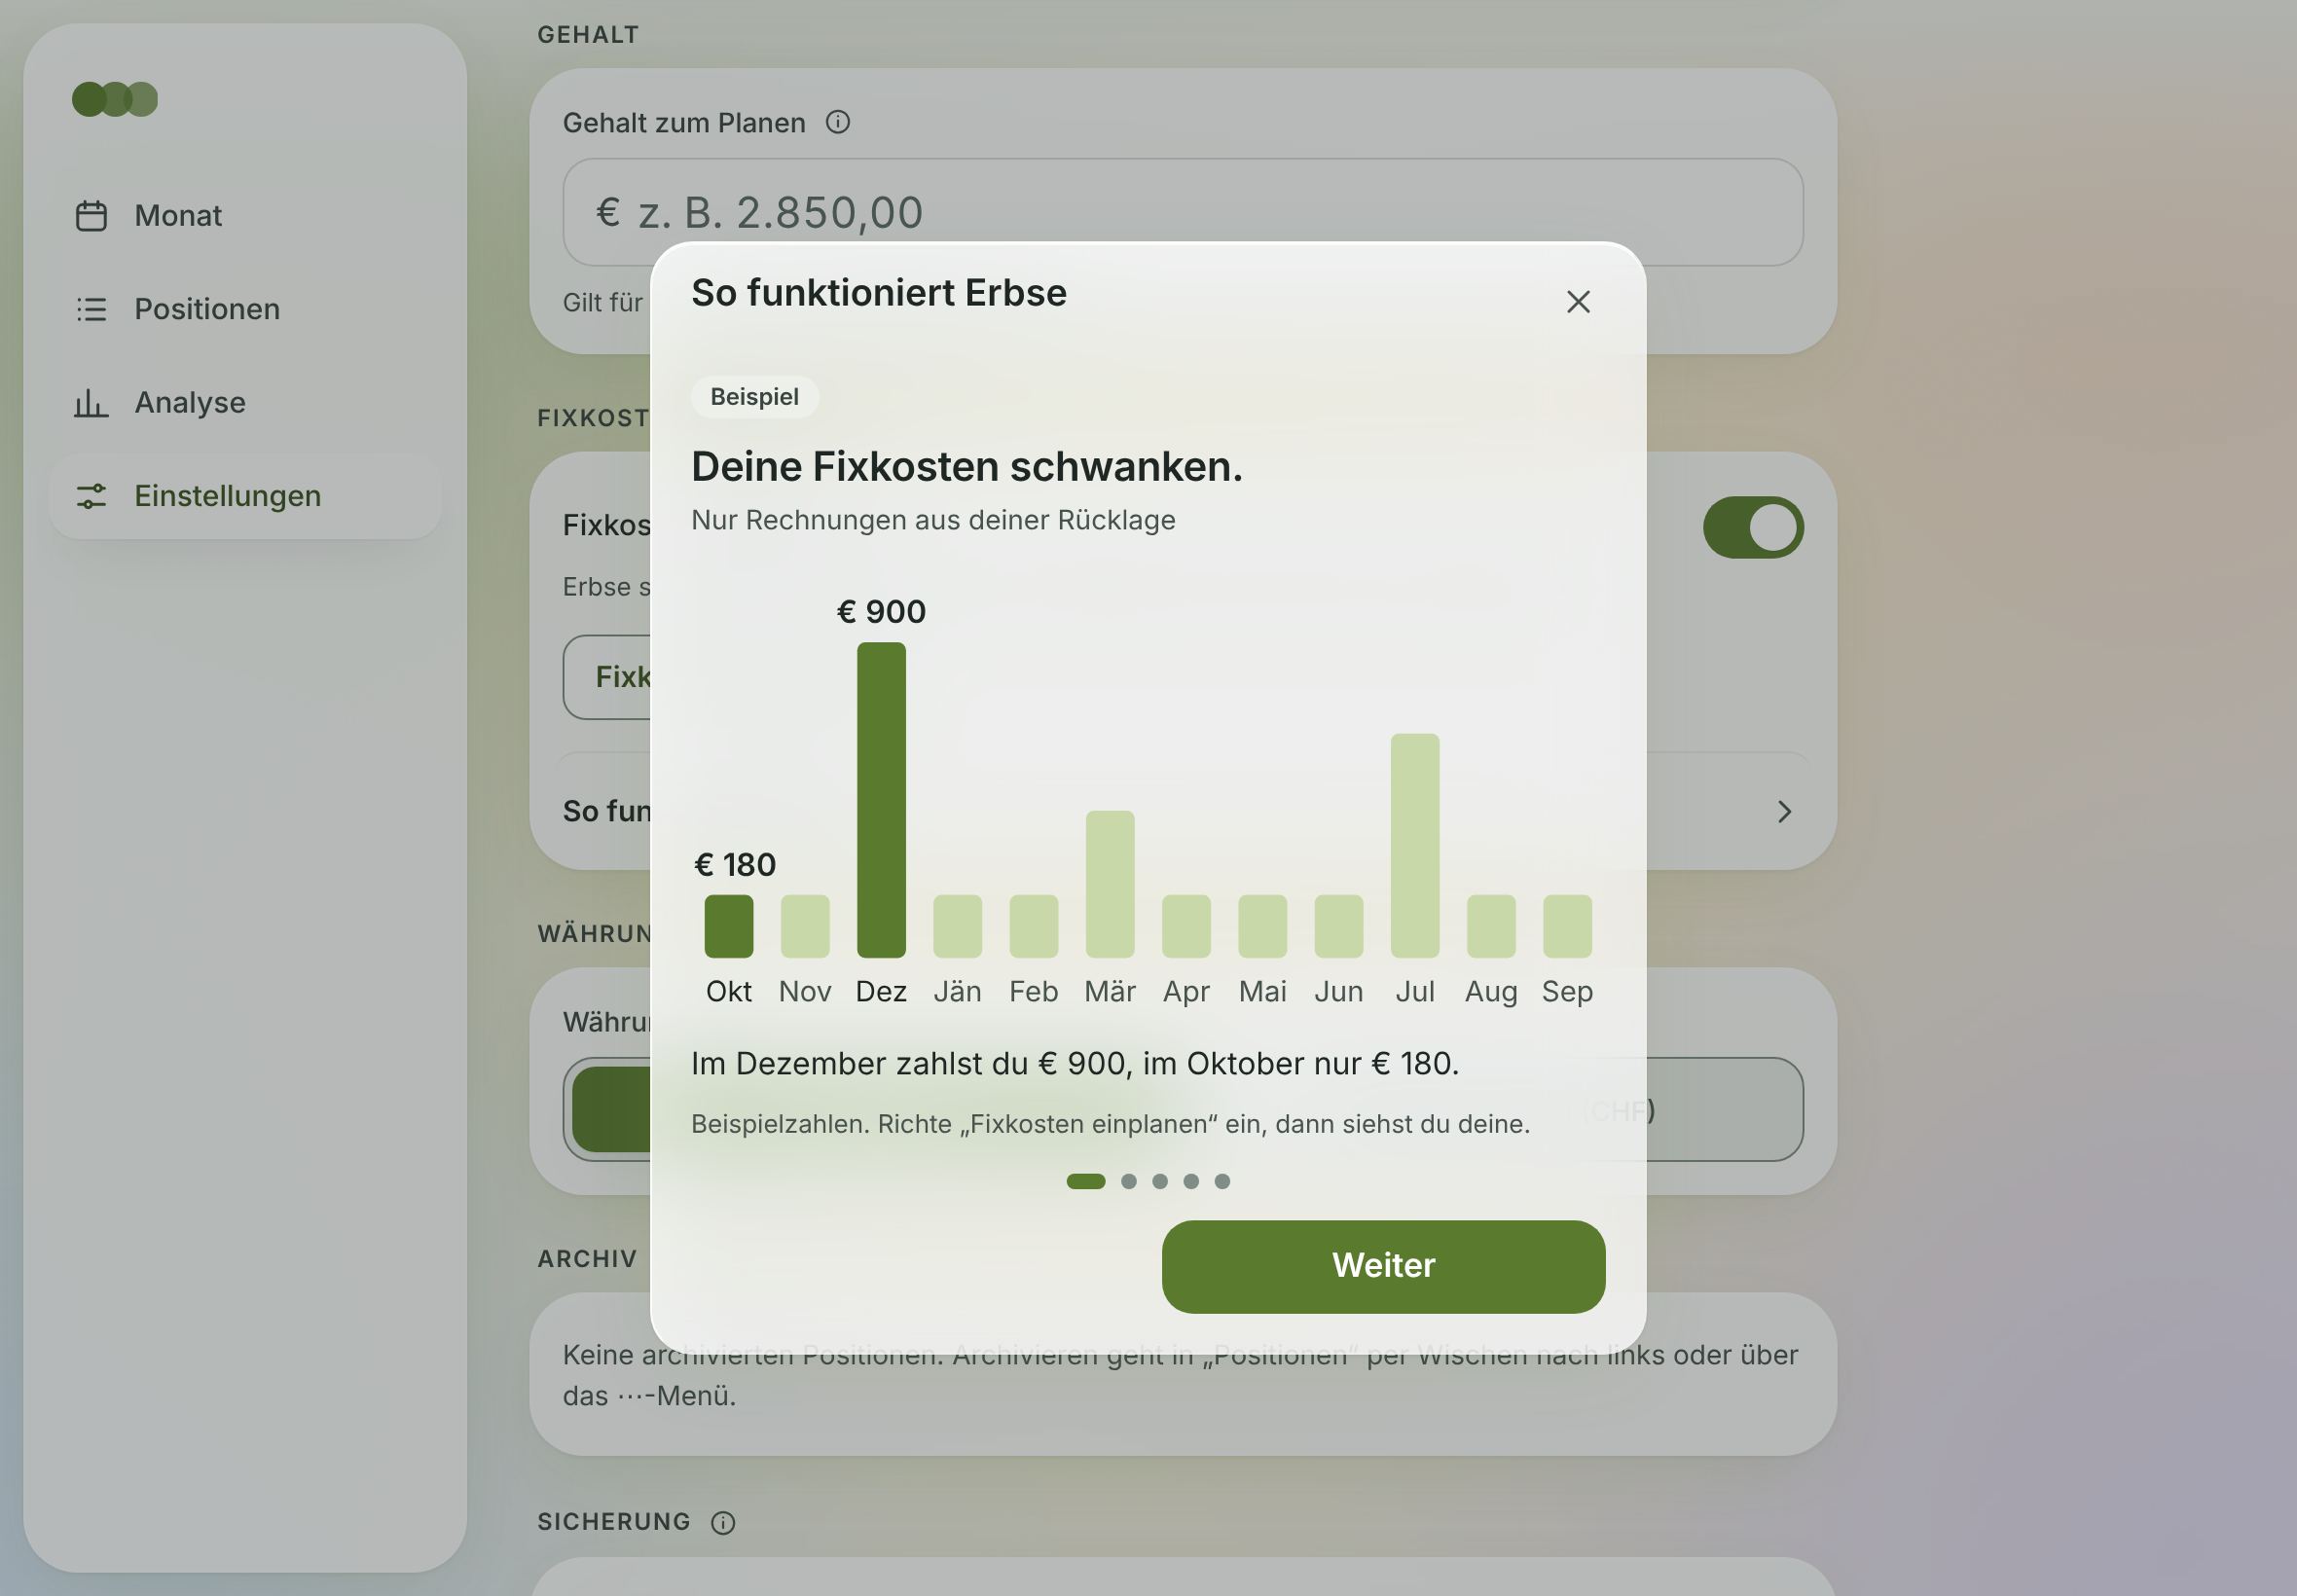 GEHALT
Gehalt zum Planen
€ z. B. 2.850,00
Gilt für
Monat
Positionen
Analyse
Einstellungen
So funktioniert Erbse
Beispiel
Deine Fixkosten schwanken.
Nur Rechnungen aus deiner Rücklage
€ 900
€ 180
Okt Nov Dez Jän Feb Mär Apr Mai Jun Jul Aug Sep
Im Dezember zahlst du € 900, im Oktober nur € 180.
Beispielzahlen. Richte „Fixkosten einplanen“ ein, dann siehst du deine.
Weiter
FIXKOST
Fixkos
Erbse s
Fixk
So fun
WÄHRUN
Währu
(CHF)
ARCHIV
Keine archivierten Positionen. Archivieren geht in „Positionen“ per Wischen nach links oder über
das ···-Menü.
SICHERUNG